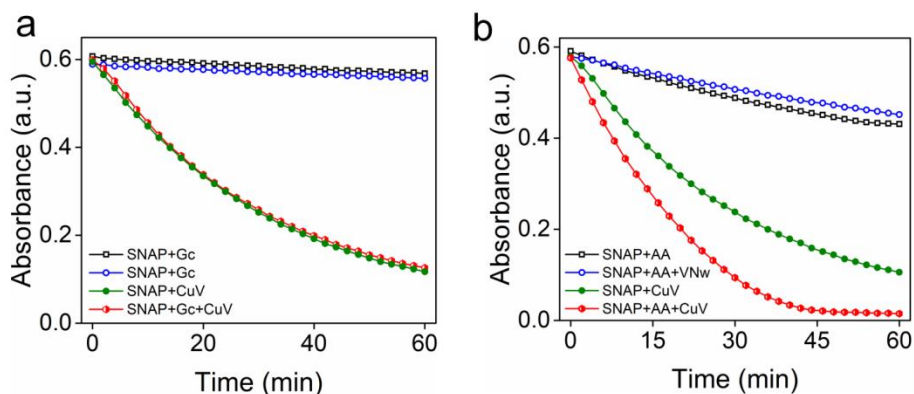 a
0.6
0.4
0.2
0.0
Absorbance (a.u.)
SNAP+Gc
SNAP+Gc
SNAP+CuV
SNAP+Gc+CuV
0 20 40 60
Time (min)
b
0.6
0.4
0.2
0.0
Absorbance (a.u.)
SNAP+AA
SNAP+AA+VNw
SNAP+CuV
SNAP+AA+CuV
0 15 30 45 60
Time (min)